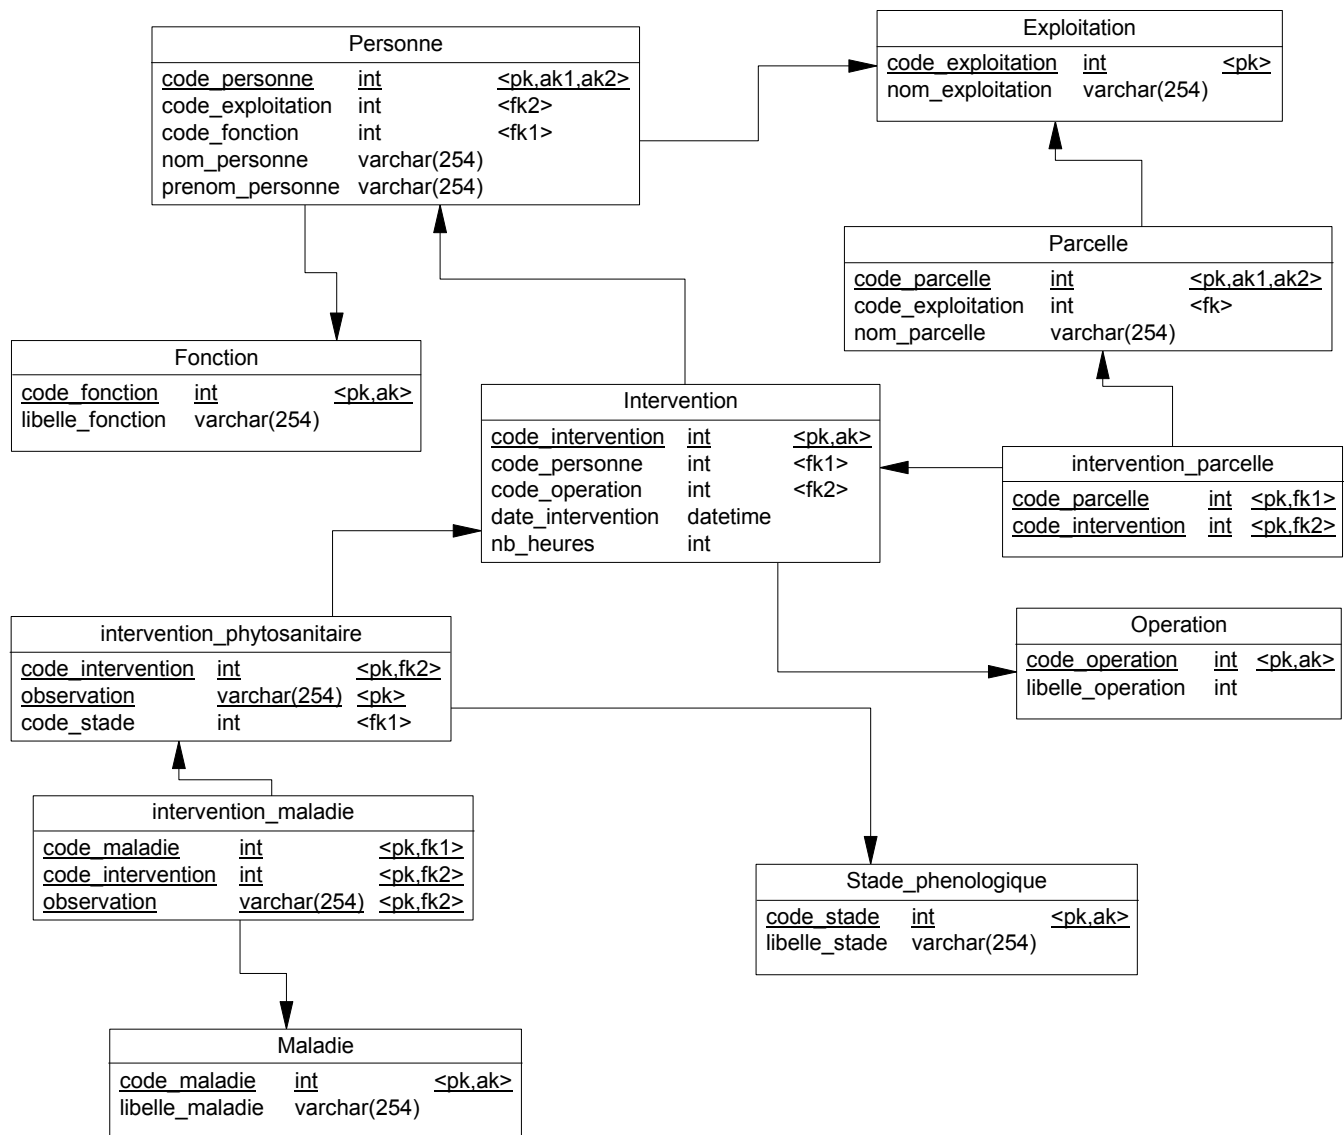 Personne
code_personne int <pk,ak1,ak2>
code_exploitation int <fk2>
code_fonction int <fk1>
nom_personne varchar(254)
prenom_personne varchar(254)
Exploitation
code_exploitation int <pk>
nom_exploitation varchar(254)
Parcelle
code_parcelle int <pk,ak1,ak2>
code_exploitation int <fk>
nom_parcelle varchar(254)
Fonction
code_fonction int <pk,ak>
libelle_fonction varchar(254)
Intervention
code_intervention int <pk,ak>
code_personne int <fk1>
code_operation int <fk2>
date_intervention datetime
nb_heures int
intervention_parcelle
code_parcelle int <pk,fk1>
code_intervention int <pk,fk2>
intervention_phytosanitaire
code_intervention int <pk,fk2>
observation varchar(254) <pk>
code_stade int <fk1>
Operation
code_operation int <pk,ak>
libelle_operation int
intervention_maladie
code_maladie int <pk,fk1>
code_intervention int <pk,fk2>
observation varchar(254) <pk,fk2>
Stade_phenologique
code_stade int <pk,ak>
libelle_stade varchar(254)
Maladie
code_maladie int <pk,ak>
libelle_maladie varchar(254)